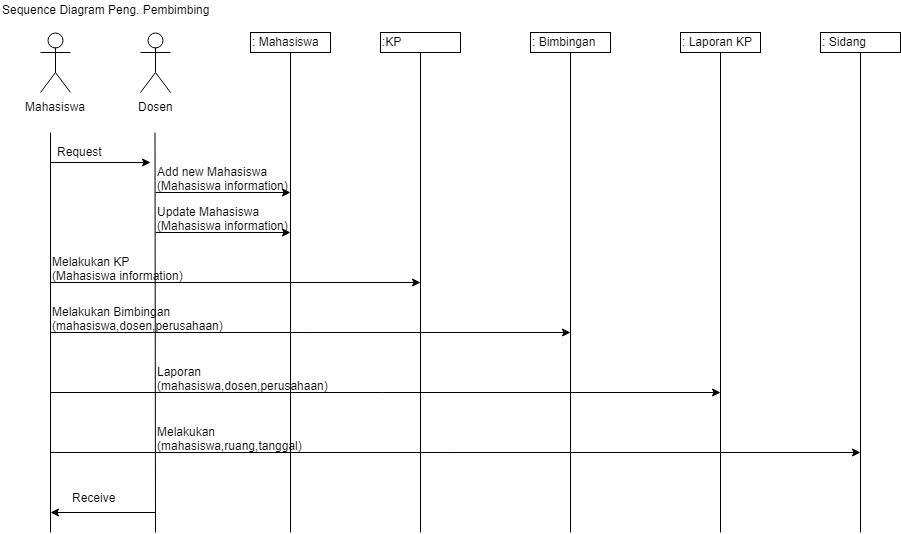 Sequence Diagram Peng. Pembimbing
: Mahasiswa
:KP
: Bimbingan
: Laporan KP
: Sidang
Mahasiswa
Dosen
Request
Add new Mahasiswa
(Mahasiswa information)
Update Mahasiswa
(Mahasiswa information)
Melakukan KP
(Mahasiswa information)
Melakukan Bimbingan
(mahasiswa,dosen,perusahaan)
Laporan
(mahasiswa,dosen,perusahaan)
Melakukan
(mahasiswa,ruang,tanggal)
Receive